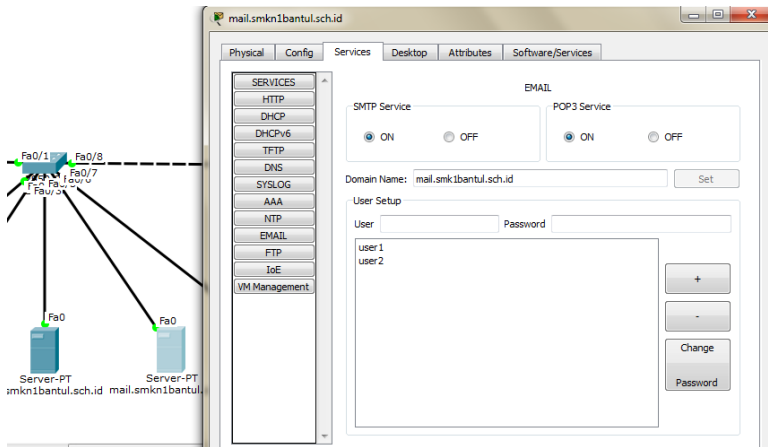 mail.smkn1bantul.sch.id
Physical Config Services Desktop Attributes Software/Services
SERVICES
HTTP
DHCP
DHCPv6
TFTP
DNS
SYSLOG
AAA
NTP
EMAIL
FTP
IoE
VM Management
EMAIL
SMTP Service
ON OFF
POP3 Service
ON OFF
Domain Name: mail.smk1bantul.sch.id Set
User Setup
User Password
user1
user2
+
-
Change
Password
Fa0/1 Fa0/8
Fa0/7
Fa0/3
Fa0
Fa0
Server-PT
smkn1bantul.sch.id
Server-PT
mail.smkn1bantul.